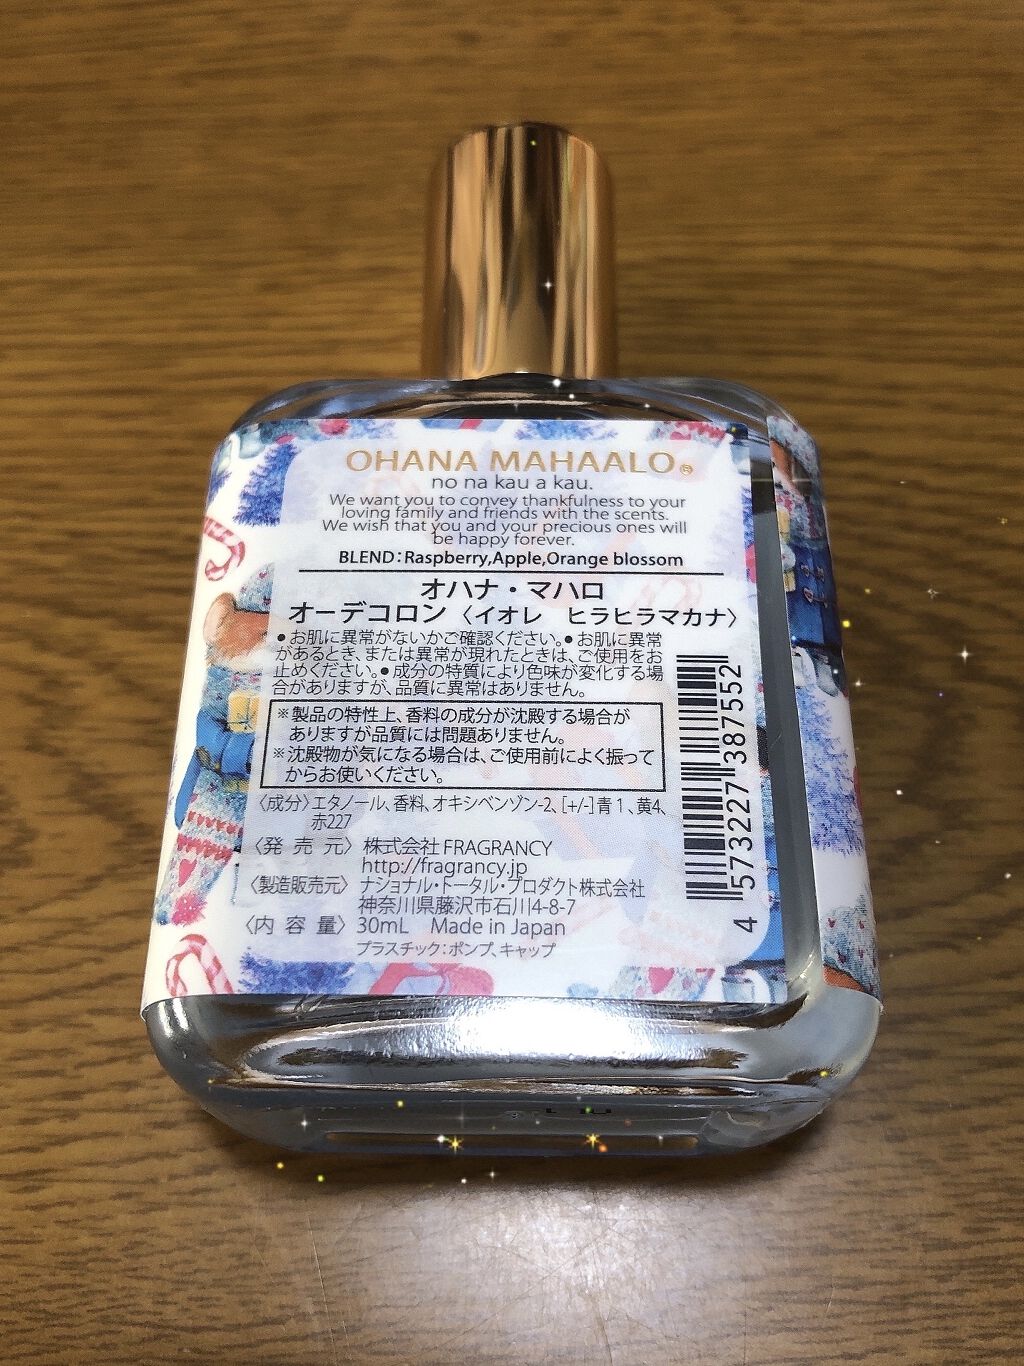 OHANA MAHAALO®
no na kau a kau.
We want you to convey thankfulness to your
loving family and friends with the scents.
We wish that you and your precious ones will
be happy forever.
BLEND:Raspberry,Apple,Orange blossom
オハナ・マハロ
オーデコロン〈イオレ ヒラヒラマカナ〉
●お肌に異常がないかご確認ください。●お肌に異常
があるとき、または異常が現れたときは、ご使用をお
止めください。●成分の特質により色味が変化する場
合がありますが、品質に異常はありません。
※製品の特性上、香料の成分が沈殿する場合が
ありますが品質には問題ありません。
※沈殿物が気になる場合は、ご使用前によく振って
からお使いください。
〈成分〉エタノール、香料、オキシベンゾン-2、[+/-]青1、黄4、
赤227
〈発売元〉株式会社 FRAGRANCY
http://fragrancy.jp
〈製造販売元〉ナショナル・トータル・プロダクト株式会社
神奈川県藤沢市石川4-8-7
〈内容量〉30mL Made in Japan
プラスチック:ポンプ、キャップ
4 573227 387552